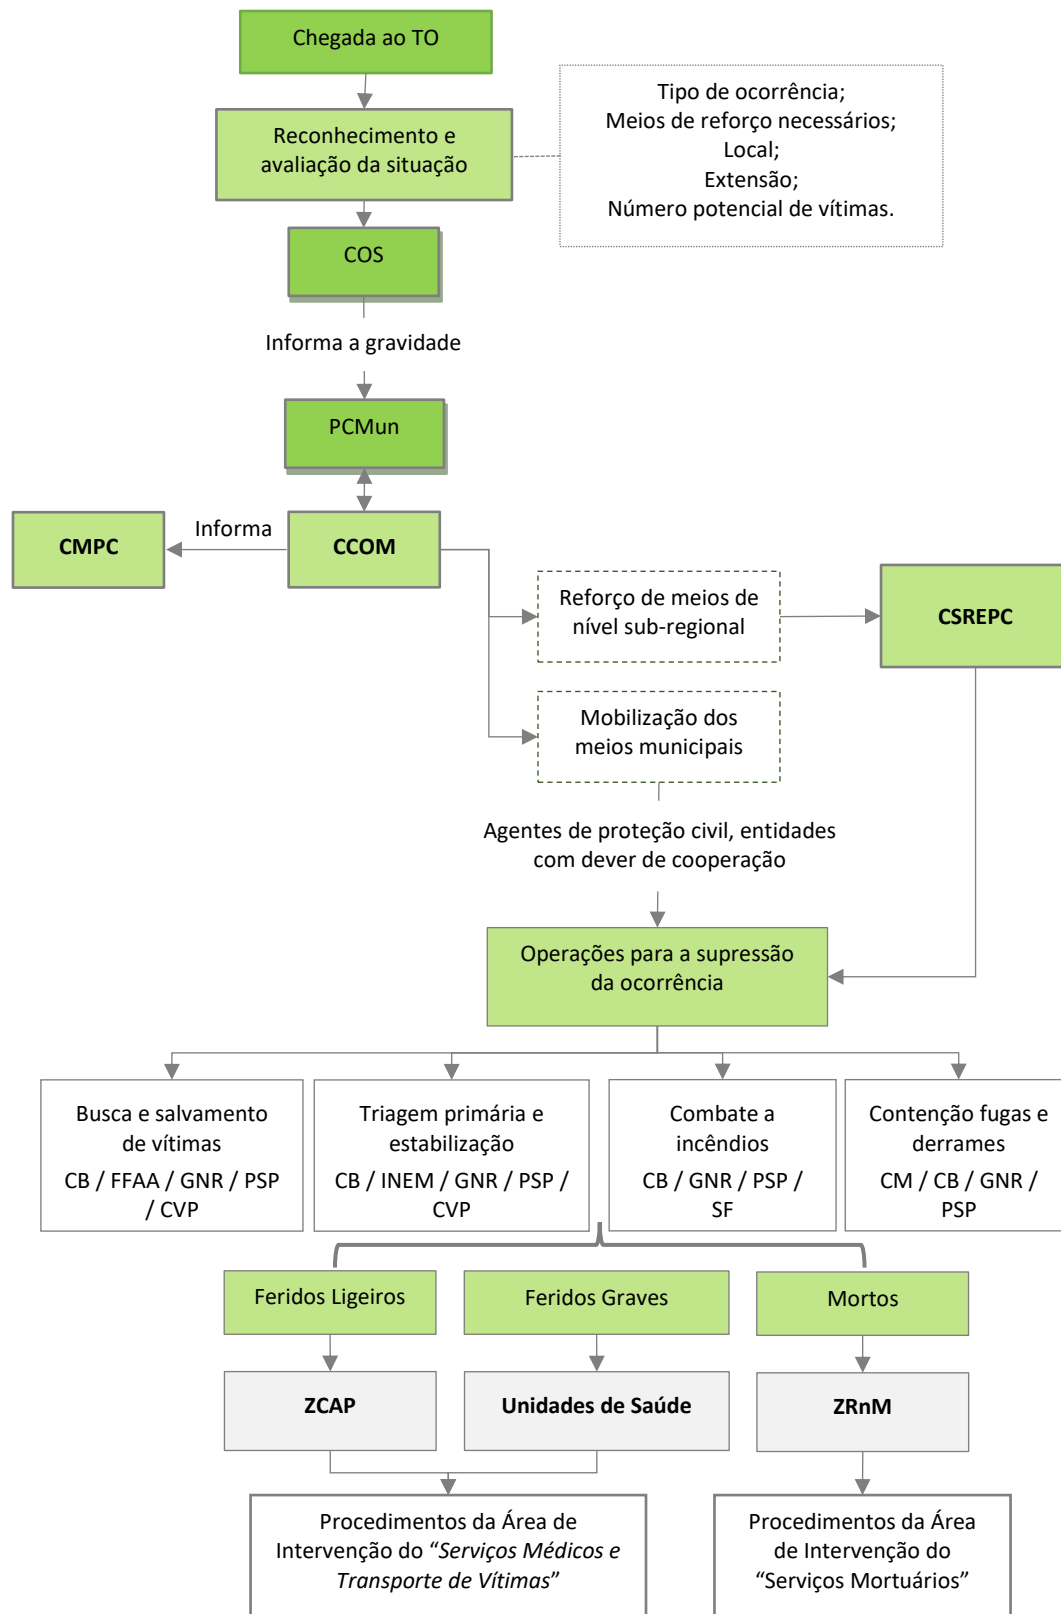 Chegada ao TO
Reconhecimento e
avaliação da situação
Tipo de ocorrência;
Meios de reforço necessários;
Local;
Extensão;
Número potencial de vítimas.
COS
Informa a gravidade
PCMun
CMPC
Informa
CCOM
Reforço de meios de
nível sub-regional
CSREPC
Mobilização dos
meios municipais
Agentes de proteção civil, entidades
com dever de cooperação
Operações para a supressão
da ocorrência
Busca e salvamento
de vítimas
CB / FFAA / GNR / PSP
/ CVP
Triagem primária e
estabilização
CB / INEM / GNR / PSP /
CVP
Combate a
incêndios
CB / GNR / PSP /
SF
Contenção fugas e
derrames
CM / CB / GNR /
PSP
Feridos Ligeiros
Feridos Graves
Mortos
ZCAP
Unidades de Saúde
ZRnM
Procedimentos da Área de
Intervenção do “Serviços Médicos e
Transporte de Vítimas”
Procedimentos da Área
de Intervenção do
“Serviços Mortuários”